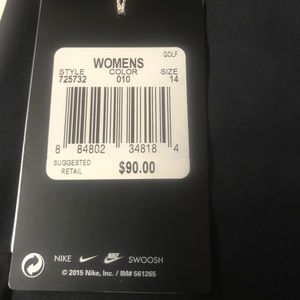 GOLF
WOMENS
STYLE COLOR SIZE
725732 010 14
8 84802 34818 4
SUGGESTED RETAIL $90.00
NIKE SWOOSH
© 2015 Nike, Inc. / IM# 561265